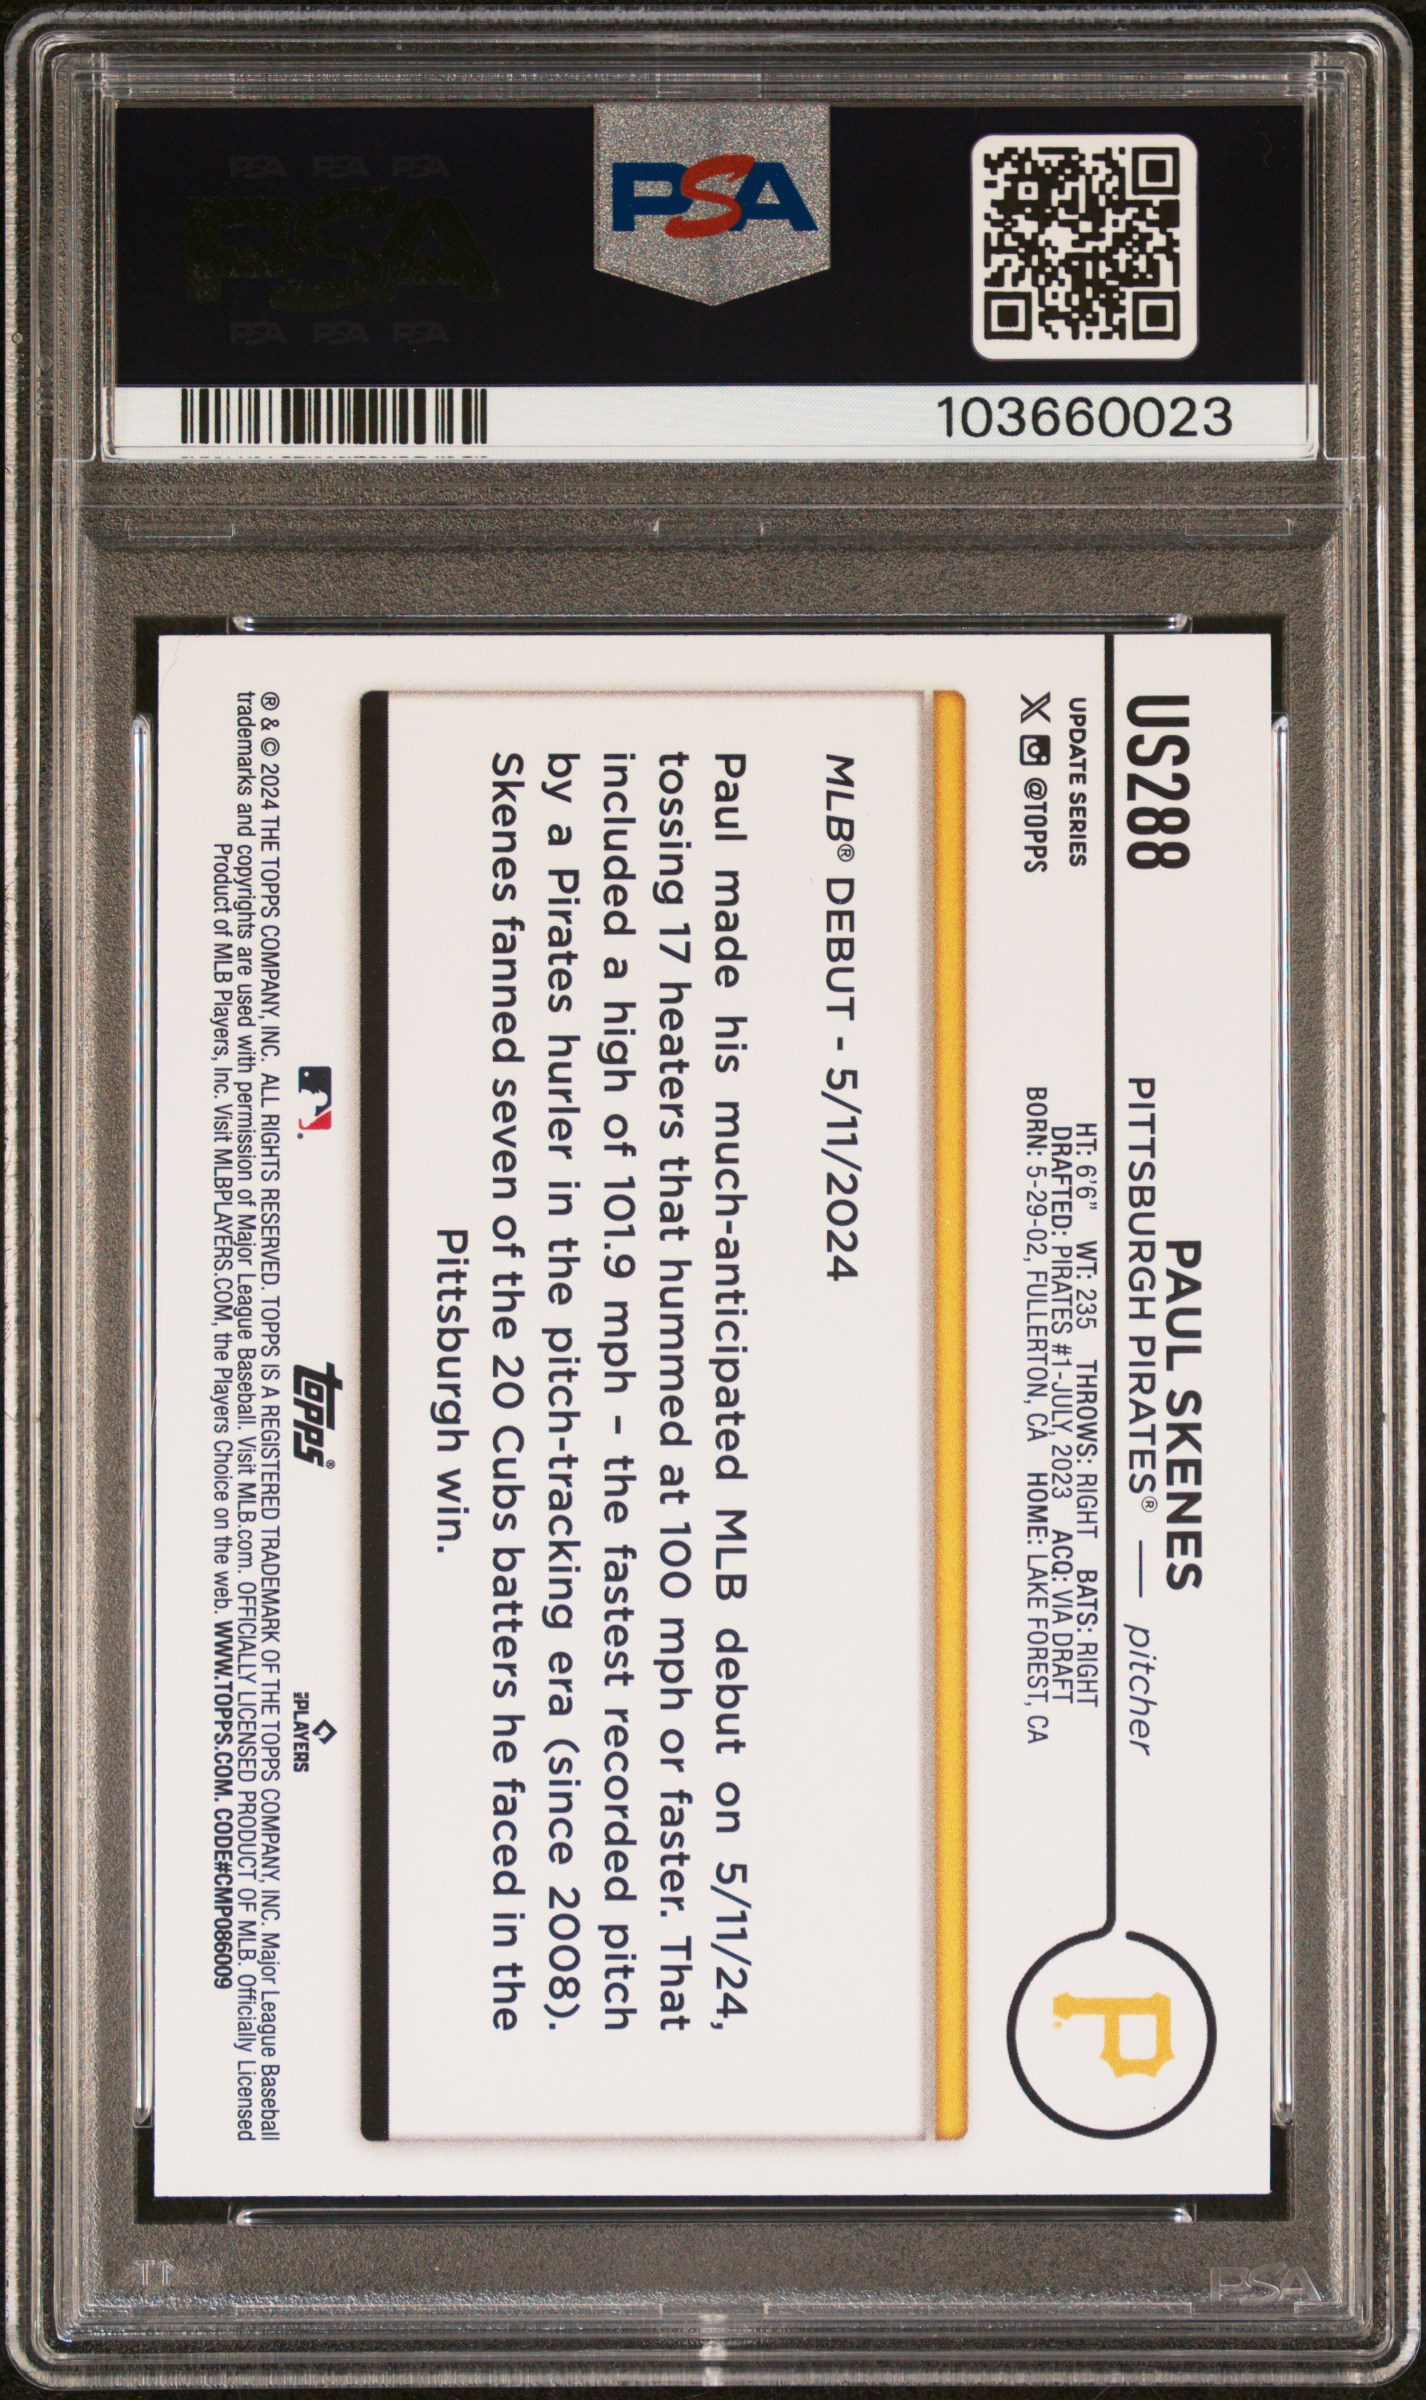 PSA PSA PSA
PSA
PSA PSA PSA
PSA
103660023
US288
PAUL SKENES
PITTSBURGH PIRATES® — pitcher
UPDATE SERIES
X @TOPPS
HT: 6'6" WT: 235 THROWS: RIGHT BATS: RIGHT
DRAFTED: PIRATES #1-JULY, 2023 ACQ: VIA DRAFT
BORN: 5-29-02, FULLERTON, CA HOME: LAKE FOREST, CA
P
MLB® DEBUT - 5/11/2024
Paul made his much-anticipated MLB debut on 5/11/24,
tossing 17 heaters that hummed at 100 mph or faster. That
included a high of 101.9 mph – the fastest recorded pitch
by a Pirates hurler in the pitch-tracking era (since 2008).
Skenes fanned seven of the 20 Cubs batters he faced in the
Pittsburgh win.
topps®
PLAYERS
® & © 2024 THE TOPPS COMPANY, INC. ALL RIGHTS RESERVED. TOPPS IS A REGISTERED TRADEMARK OF THE TOPPS COMPANY, INC. Major League Baseball
trademarks and copyrights are used with permission of Major League Baseball. Visit MLB.com. OFFICIALLY LICENSED PRODUCT OF MLB. Officially Licensed
Product of MLB Players, Inc. Visit MLBPLAYERS.COM, the Players Choice on the web. WWW.TOPPS.COM. CODE#CMP086009
PSA